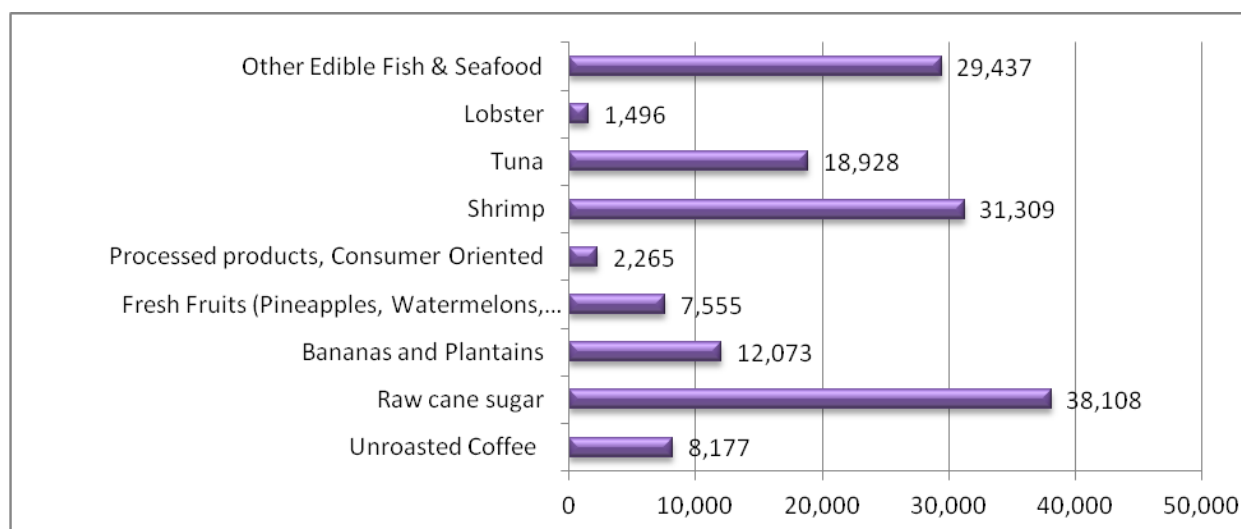 Other Edible Fish & Seafood 29,437
Lobster 1,496
Tuna 18,928
Shrimp 31,309
Processed products, Consumer Oriented 2,265
Fresh Fruits (Pineapples, Watermelons,... 7,555
Bananas and Plantains 12,073
Raw cane sugar 38,108
Unroasted Coffee 8,177
0 10,000 20,000 30,000 40,000 50,000